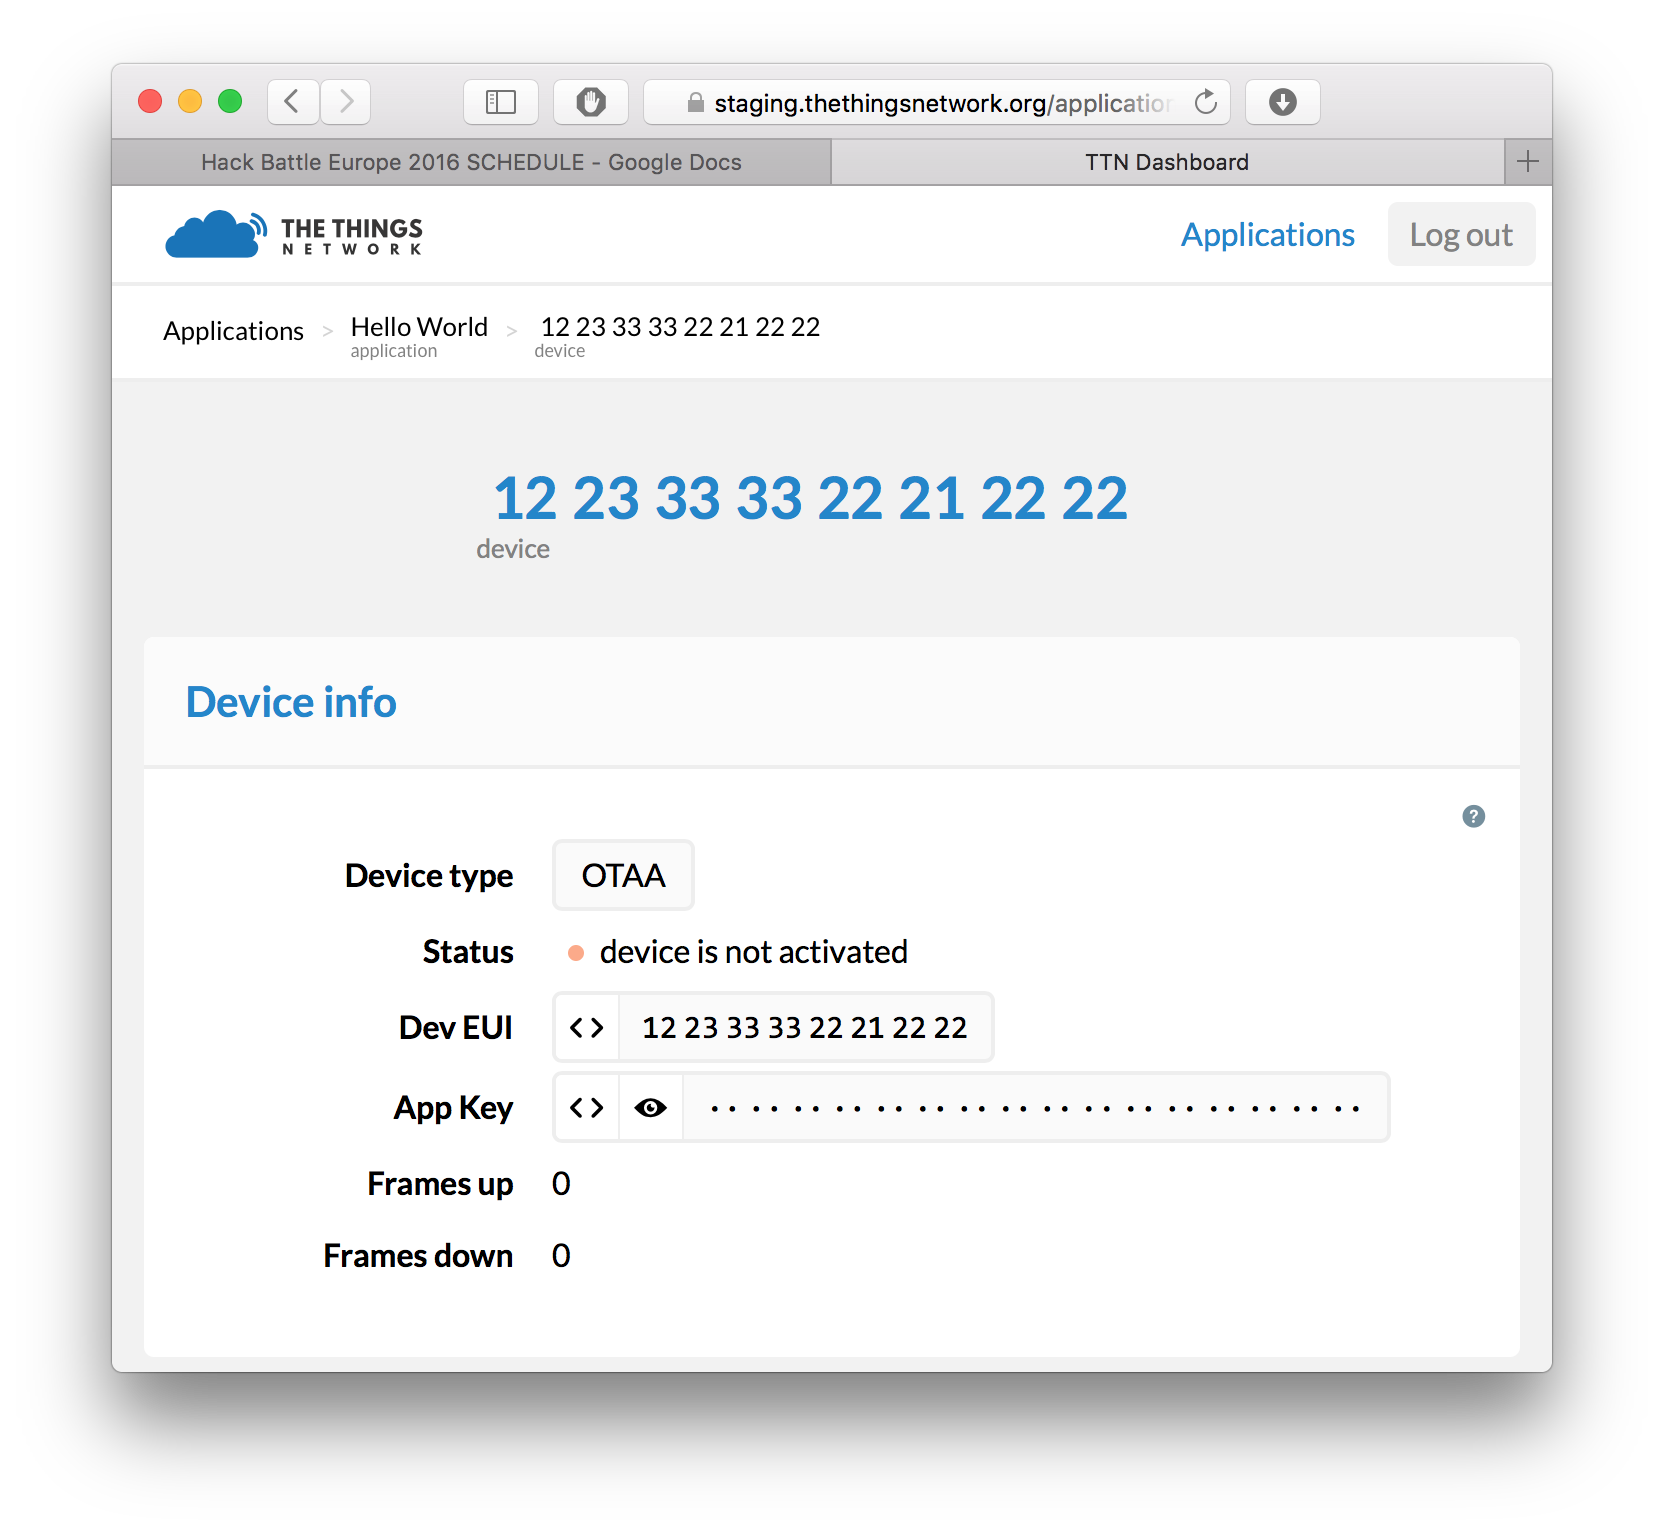 staging.thethingsnetwork.org/application
Hack Battle Europe 2016 SCHEDULE - Google Docs
TTN Dashboard
THE THINGS
NETWORK
Applications
Log out
Applications > Hello World > 12 23 33 33 22 21 22 22
application
device
12 23 33 33 22 21 22 22
device
Device info
?
Device type OTAA
Status device is not activated
Dev EUI <> 12 23 33 33 22 21 22 22
App Key <> ································
Frames up 0
Frames down 0